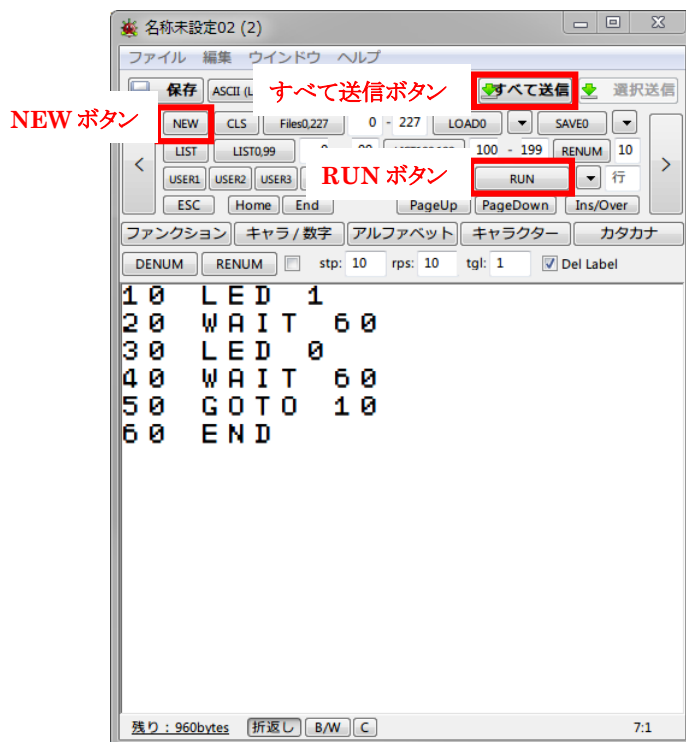 名称未設定02 (2)
ファイル 編集 ウインドウ ヘルプ
保存 ASCII (L すべて送信ボタン すべて送信 選択送信
NEW ボタン
NEW CLS Files0,227 0 - 227 LOAD0 SAVE0
LIST LIST0,99 100 - 199 RENUM 10
USER1 USER2 USER3 RUN ボタン RUN 行
ESC Home End PageUp PageDown Ins/Over
ファンクション キャラ / 数字 アルファベット キャラクター カタカナ
DENUM RENUM stp: 10 rps: 10 tgl: 1 Del Label
10 LED 1
20 WAIT 60
30 LED 0
40 WAIT 60
50 GOTO 10
60 END
残り : 960bytes 折返し B/W C 7:1